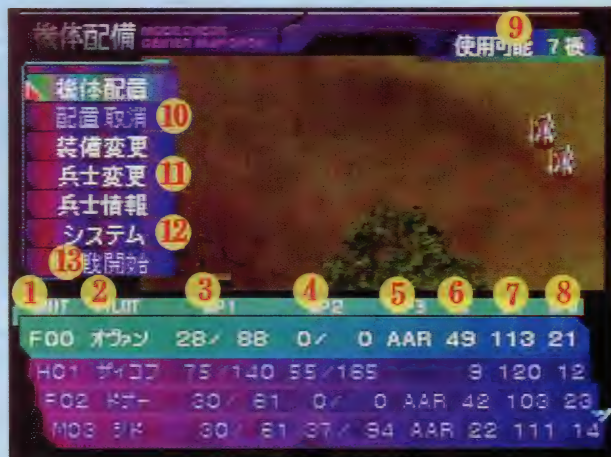 機体配備
⑨
使用可能 7機
機体配置
配置取消 ⑩
装備変更
兵士変更 ⑪
兵士情報
システム ⑫
⑬ 戦開始
① ② ③ ④ ⑤ ⑥ ⑦ ⑧
F00 オヴァン 28/ 88 0/ 0 AAR 49 113 21
H01 ザイコフ 75/140 55/165 9 120 12
F02 ドナー 30/ 81 0/ 0 AAR 42 103 23
M03 シド 30/ 81 37/ 94 AAR 22 111 14